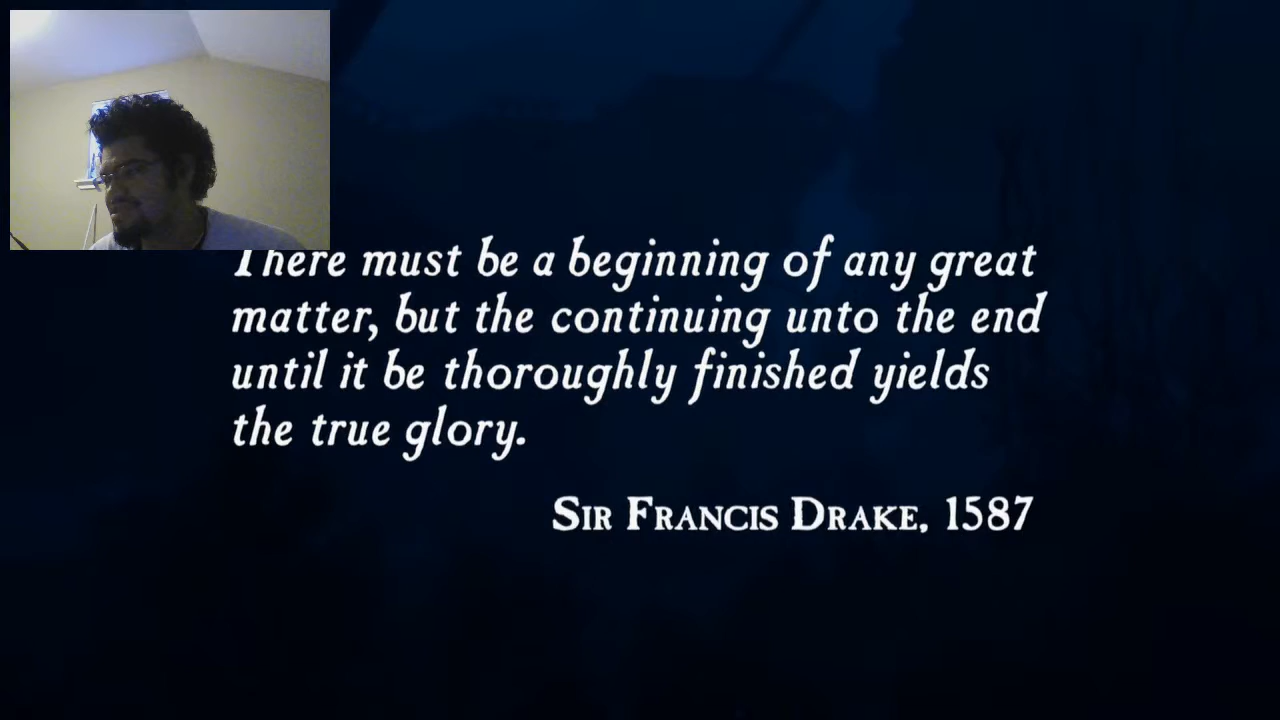 There must be a beginning of any great
matter, but the continuing unto the end
until it be thoroughly finished yields
the true glory.
Sir Francis Drake, 1587